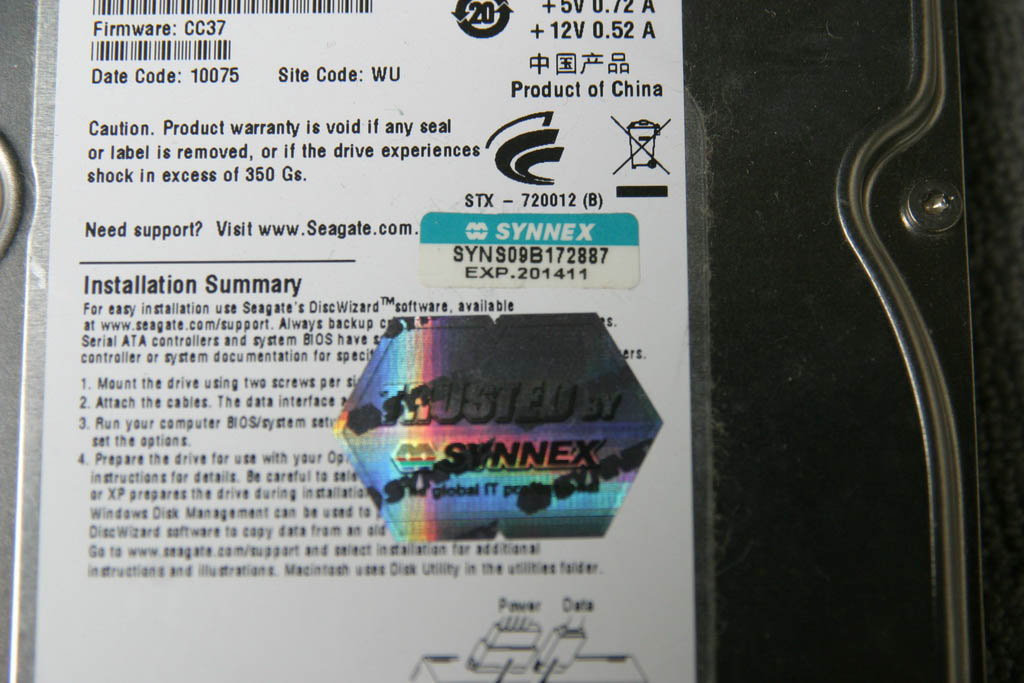 +5V 0.72 A
20
Firmware: CC37
+12V 0.52 A
中国产品
Date Code: 10075 Site Code: WU
Product of China
Caution. Product warranty is void if any seal
or label is removed, or if the drive experiences
shock in excess of 350 Gs.
STX – 720012 (B)
Need support? Visit www.Seagate.com.
SYNNEX
SYNS09B172887
EXP.201411
Installation Summary
For easy installation use Seagate's DiscWizard™ software, available
at www.seagate.com/support. Always backup
Serial ATA controllers and system BIOS have
controller or system documentation for
1. Mount the drive using two screws per
2. Attach the cables. The data interface
3. Run your computer BIOS/system
set the options.
4. Prepare the drive for use with your
instructions for details. Be careful to
or XP prepares the drive during installation
Windows Disk Management can be used to
DiscWizard software to copy data from an old
Go to www.seagate.com/support and select installation for additional
instructions and illustrations. Macintosh uses Disk Utility in the utilities folder.
TRUSTED BY
SYNNEX
global IT
Power Data